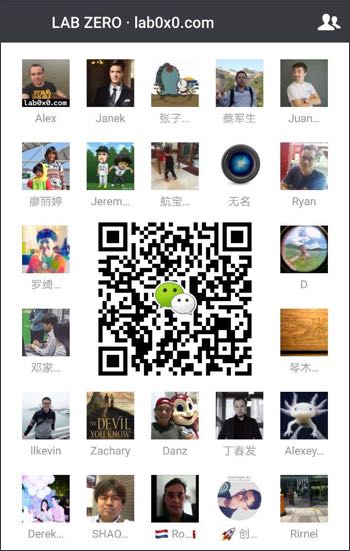 LAB ZERO · lab0x0.com
lab0x0.com
Alex
Janek
张子...
蔡军生
Juan...
廖丽婷
Jerem...
航宝...
无名
Ryan
罗绮...
D
邓家...
琴木...
THE
DEVIL
YOU KNOW
llkevin
Zachary
Danz
丁春发
Alexey...
Derek...
SHAO...
🇳🇱 Ro...
🚀 创...
Rirnel